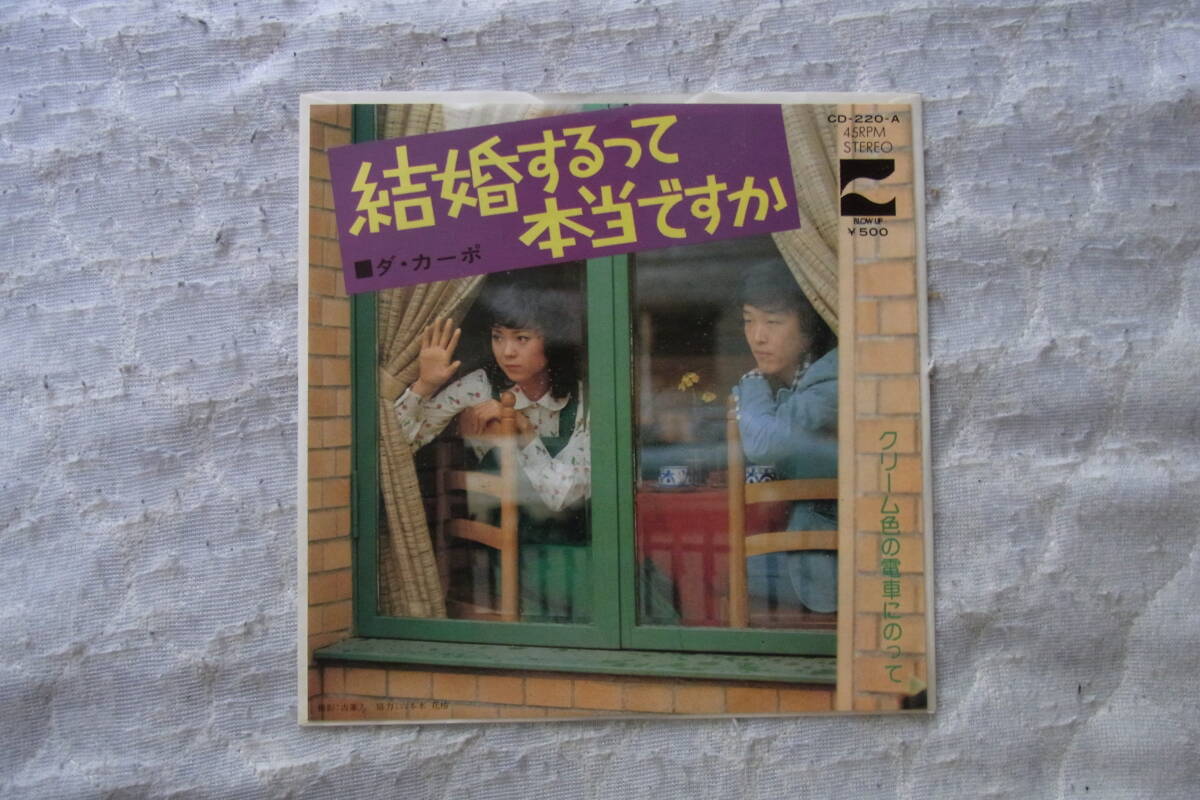 結婚するって
本当ですか
■ダ・カーポ
CD-220-A
45RPM
STEREO
BLOW UP
¥500
クリーム色の電車にのって